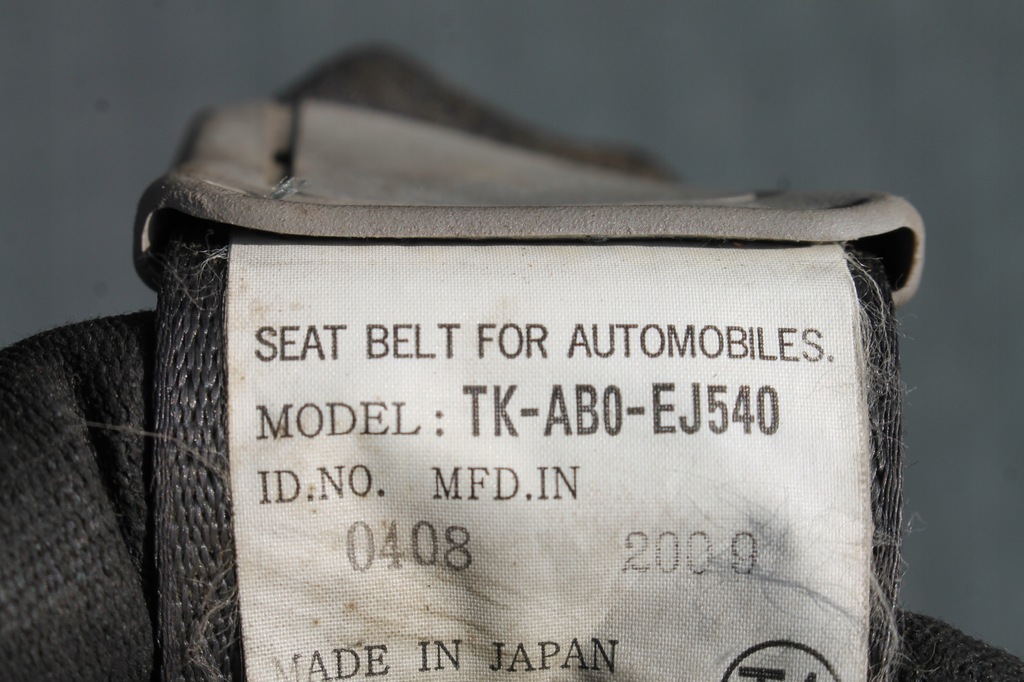 SEAT BELT FOR AUTOMOBILES.
MODEL : TK-AB0-EJ540
ID.NO. MFD.IN
0408 2009
MADE IN JAPAN